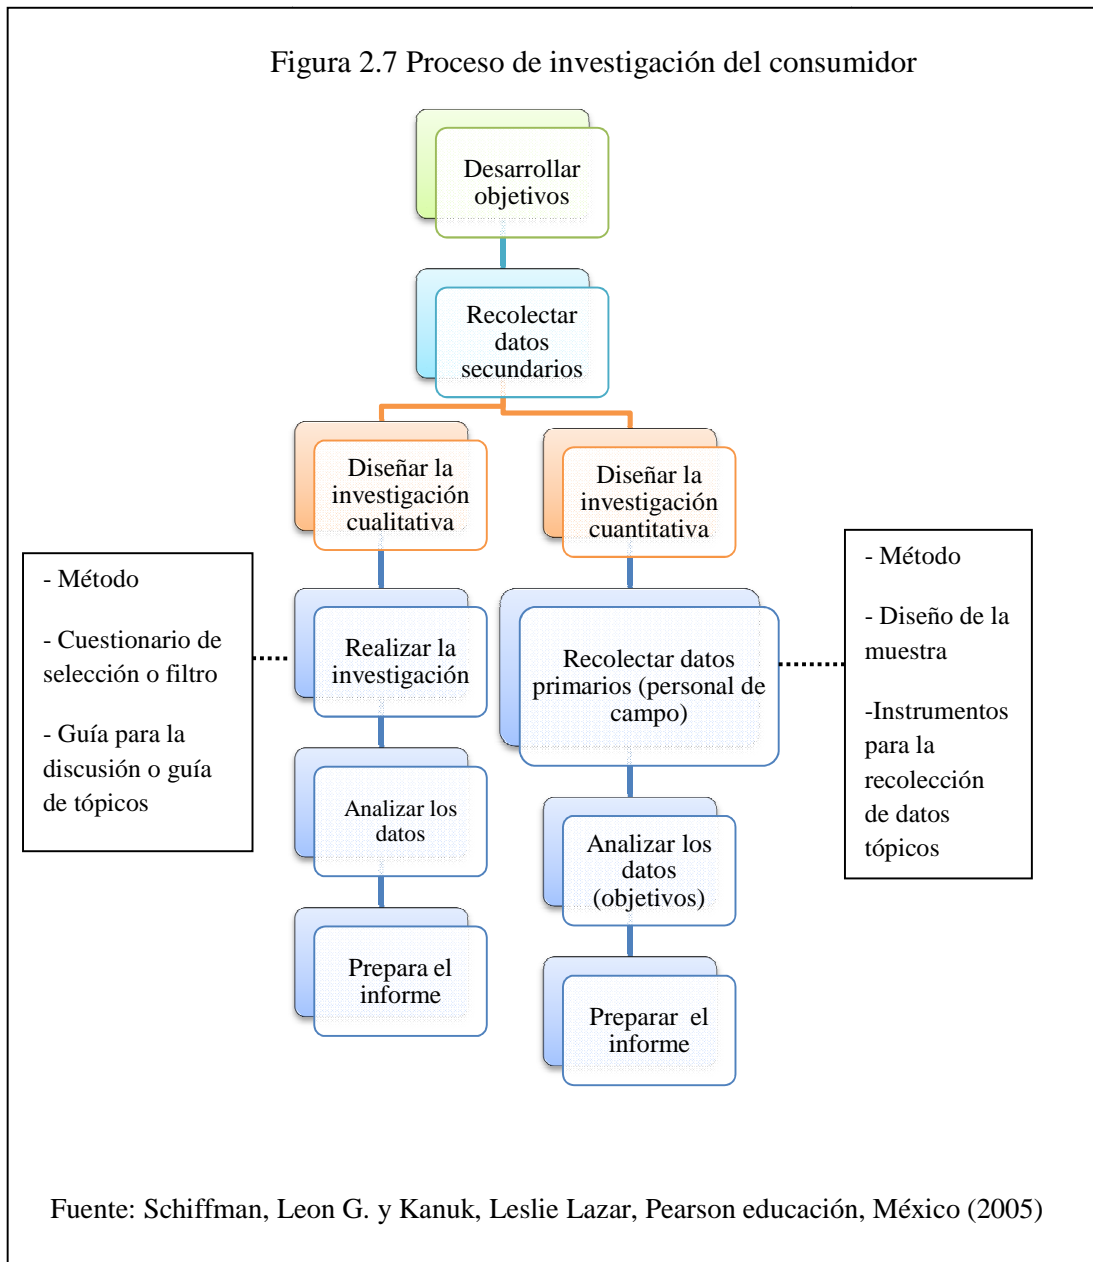 Figura 2.7 Proceso de investigación del consumidor
Desarrollar
objetivos
Recolectar
datos
secundarios
Diseñar la
investigación
cualitativa
Diseñar la
investigación
cuantitativa
- Método
- Cuestionario de
selección o filtro
- Guía para la
discusión o guía
de tópicos
Realizar la
investigación
Recolectar datos
primarios (personal de
campo)
- Método
- Diseño de la
muestra
-Instrumentos
para la
recolección
de datos
tópicos
Analizar los
datos
Analizar los
datos
(objetivos)
Prepara el
informe
Preparar  el
informe
Fuente: Schiffman, Leon G. y Kanuk, Leslie Lazar, Pearson educación, México (2005)